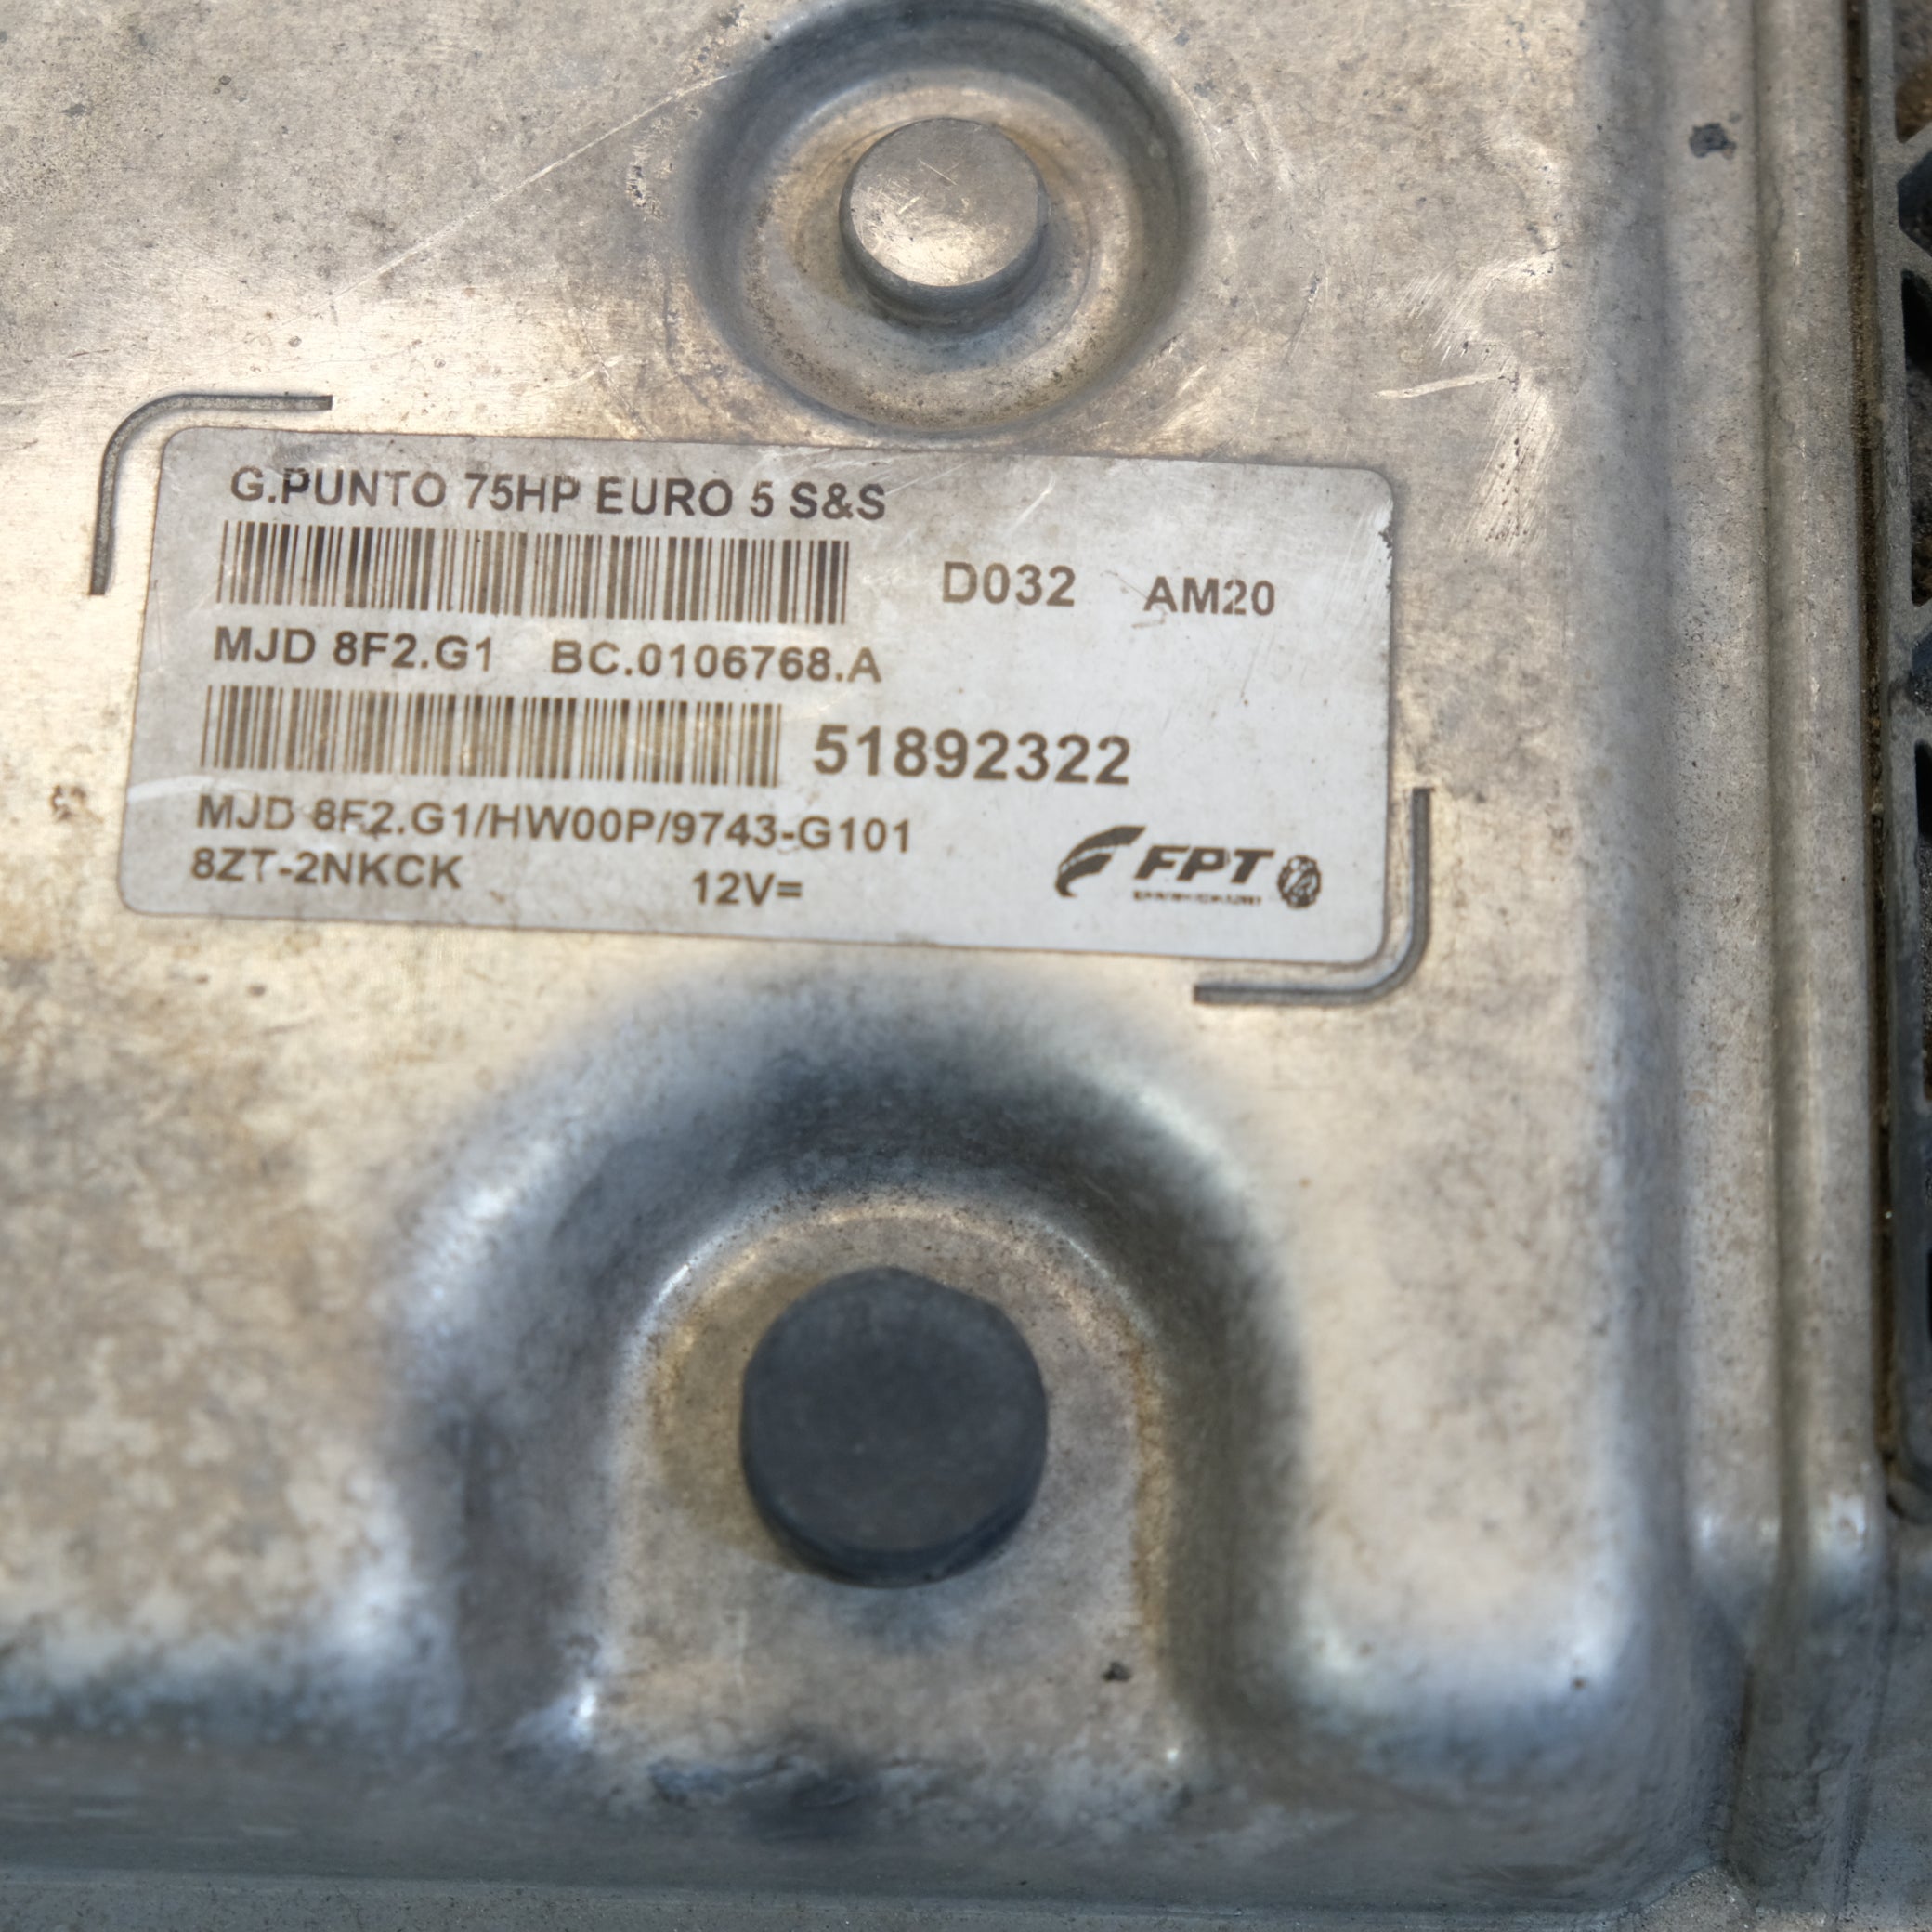 G.PUNTO 75HP EURO 5 S&S
D032 AM20
MJD 8F2.G1 BC.0106768.A
51892322
MJD 8F2.G1/HW00P/9743-G101
8ZT-2NKCK 12V=
FPT